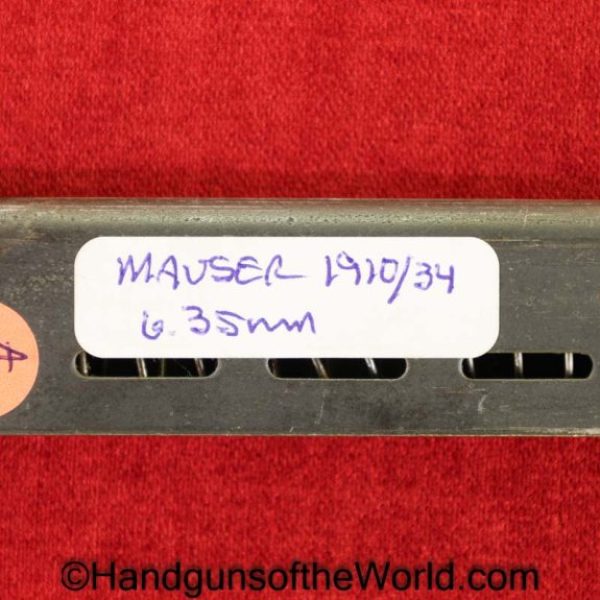 MAUSER 1910/34
6.35mm
A
©HandgunsoftheWorld.com